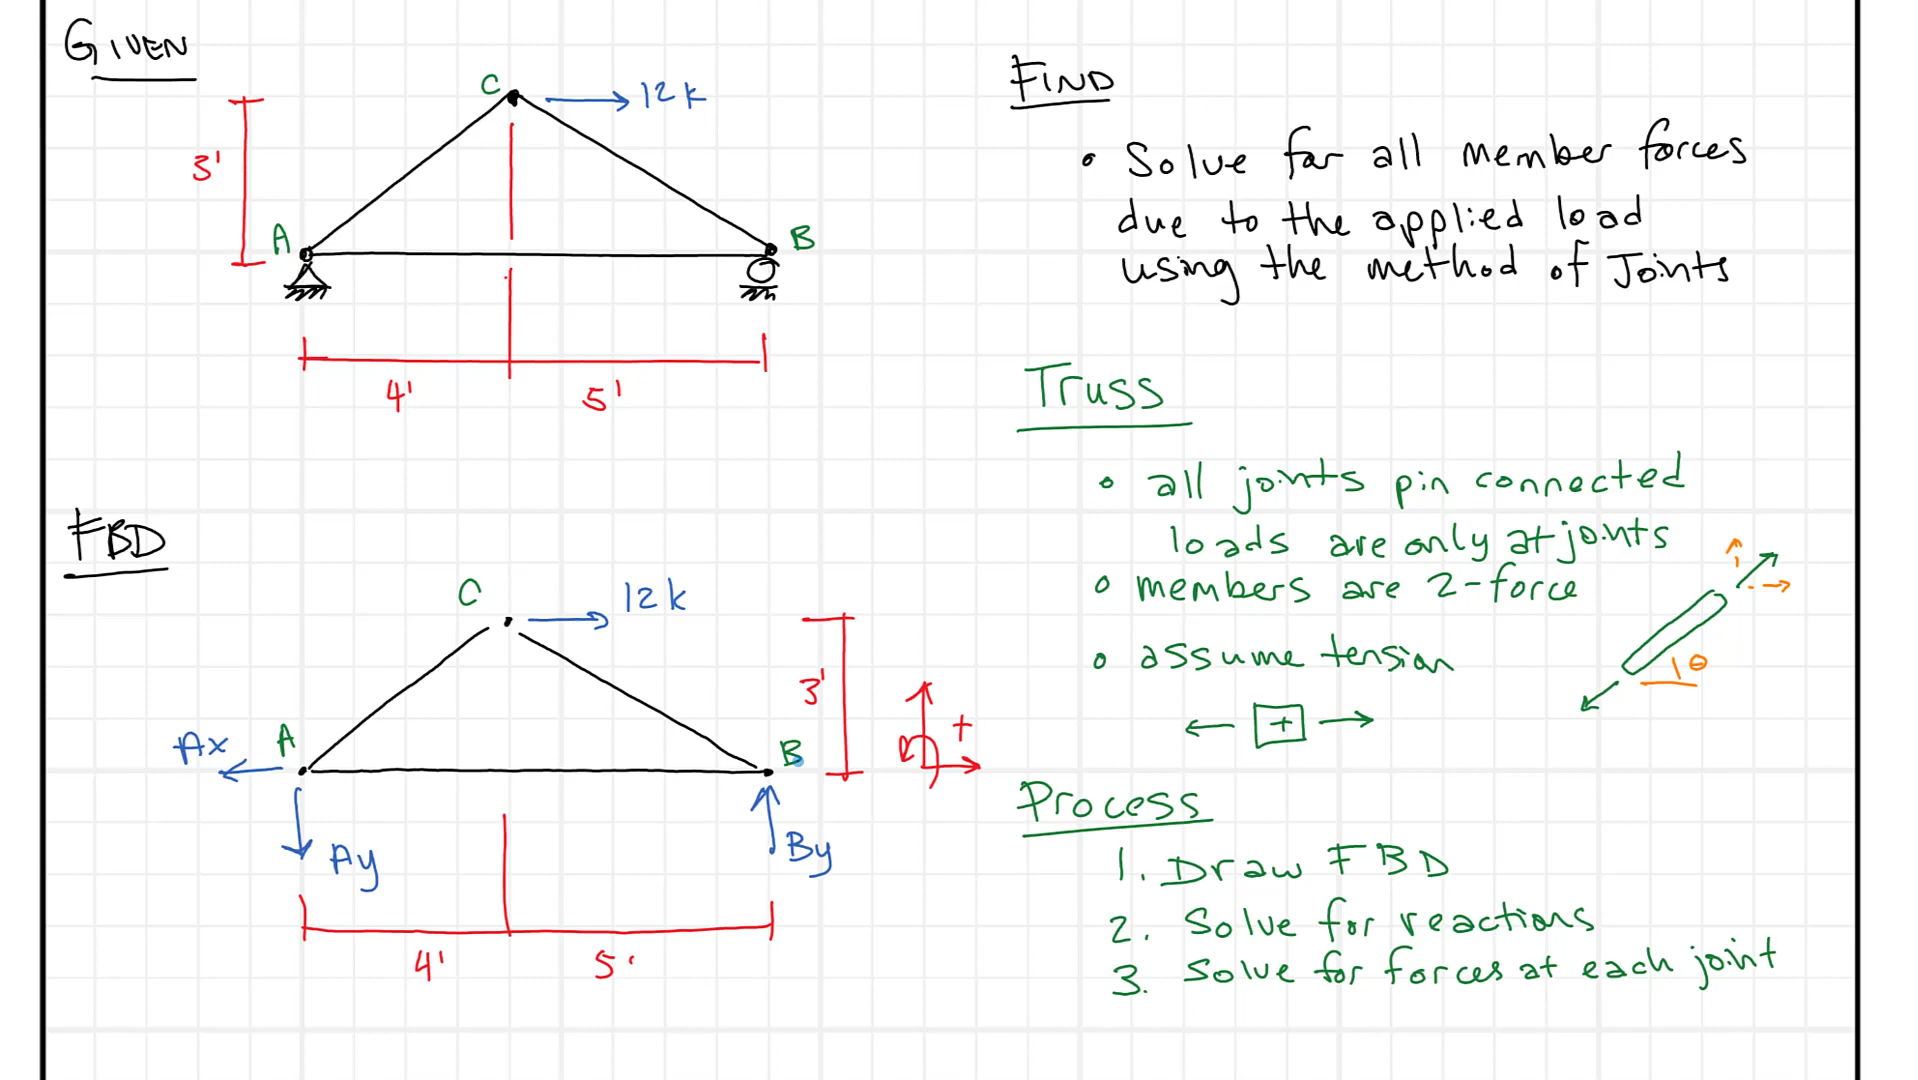 GIVEN
C
12k
3'
A
B
4'
5'
FBD
C
12k
3'
Ax
A
B
+
Ay
By
4'
5'
FIND
• Solve for all member forces
due to the applied load
using the method of Joints
Truss
• all joints pin connected
loads are only at joints
• members are 2-force
• assume tension
θ
+
Process
1. Draw FBD
2. Solve for reactions
3. Solve for forces at each joint